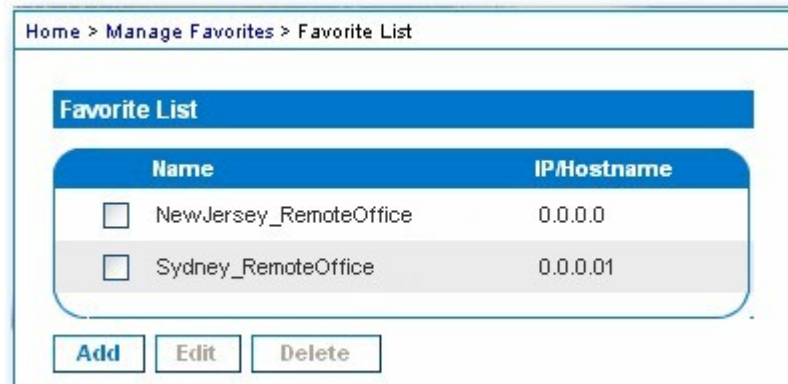 Home > Manage Favorites > Favorite List
Favorite List
Name IP/Hostname
NewJersey_RemoteOffice 0.0.0.0
Sydney_RemoteOffice 0.0.0.01
Add Edit Delete